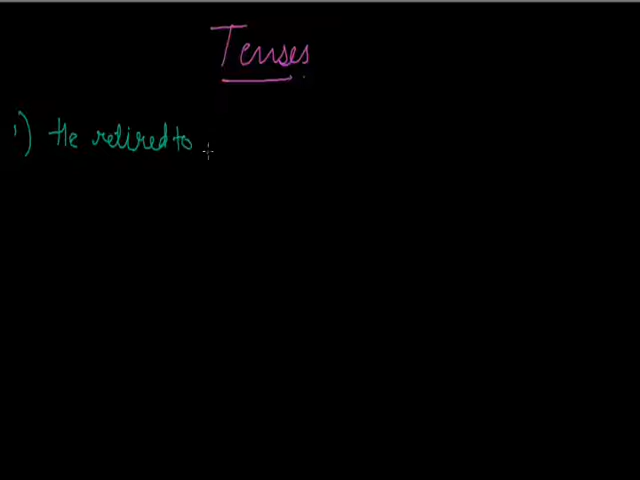 Tenses
1) He retired to